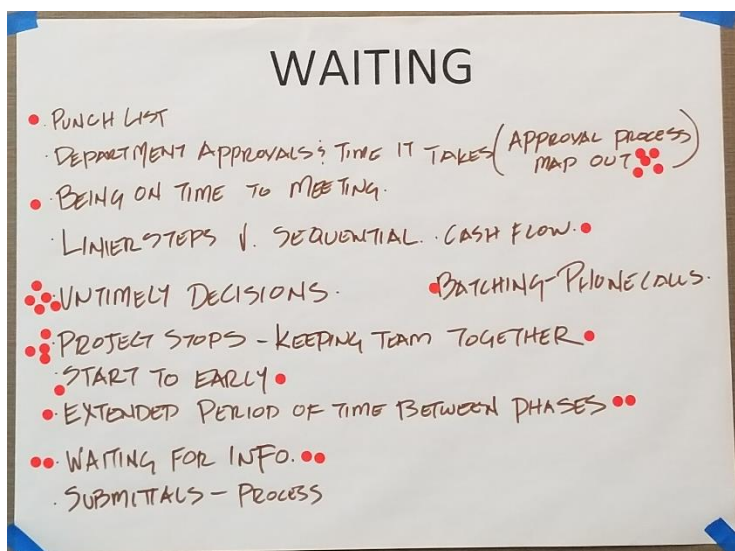 WAITING
PUNCH LIST
· DEPARTMENT APPROVALS & TIME IT TAKES (APPROVAL PROCESS MAP OUT)
· BEING ON TIME TO MEETING.
· LINIER STEPS V. SEQUENTIAL. · CASH FLOW.
· UNTIMELY DECISIONS. BATCHING - PHONE CALLS.
· PROJECT STOPS - KEEPING TEAM TOGETHER
· START TO EARLY
· EXTENDED PERIOD OF TIME BETWEEN PHASES
· WAITING FOR INFO.
· SUBMITTALS - PROCESS